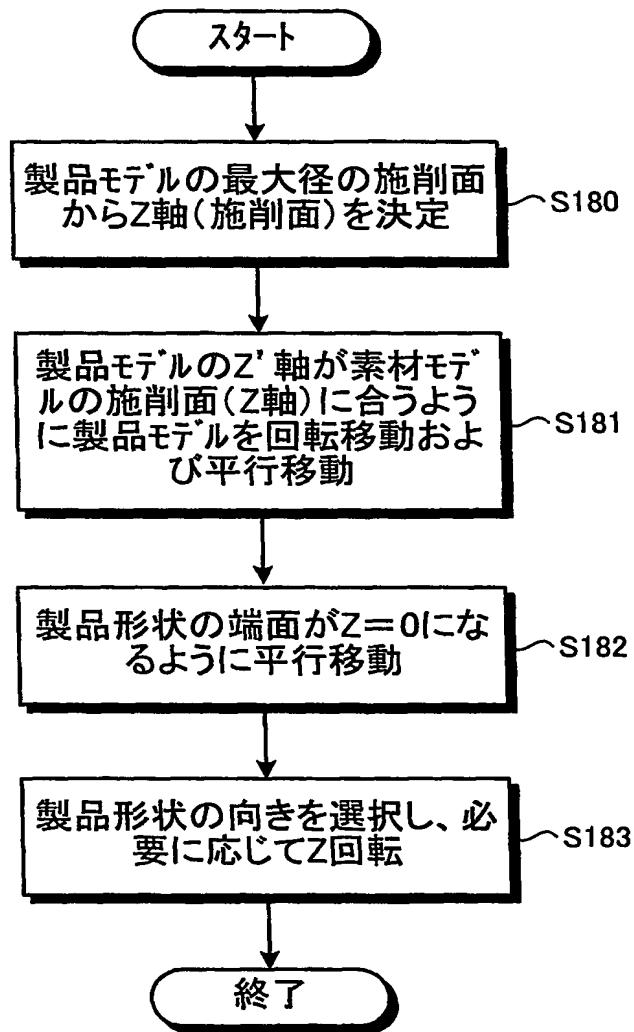 スタート
製品モデルの最大径の施削面
からZ軸(施削面)を決定
S180
製品モデルのZ'軸が素材モデ
ルの施削面(Z軸)に合うよう
に製品モデルを回転移動およ
び平行移動
S181
製品形状の端面がZ=0にな
るように平行移動
S182
製品形状の向きを選択し、必
要に応じてZ回転
S183
終了